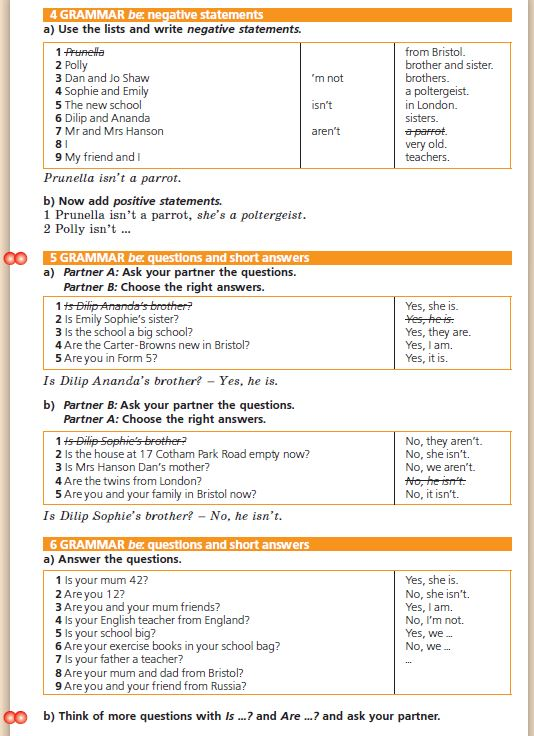 4 GRAMMAR be: negative statements
a) Use the lists and write negative statements.
1 Prunella from Bristol.
2 Polly brother and sister.
3 Dan and Jo Shaw 'm not brothers.
4 Sophie and Emily a poltergeist.
5 The new school isn't in London.
6 Dilip and Ananda sisters.
7 Mr and Mrs Hanson aren't a parrot.
8 I very old.
9 My friend and I teachers.
Prunella isn't a parrot.
b) Now add positive statements.
1 Prunella isn't a parrot, she's a poltergeist.
2 Polly isn't ...
5 GRAMMAR be: questions and short answers
a) Partner A: Ask your partner the questions.
Partner B: Choose the right answers.
1 Is Dilip Ananda's brother? Yes, she is.
2 Is Emily Sophie's sister? Yes, he is.
3 Is the school a big school? Yes, they are.
4 Are the Carter-Browns new in Bristol? Yes, I am.
5 Are you in Form 5? Yes, it is.
Is Dilip Ananda's brother? – Yes, he is.
b) Partner B: Ask your partner the questions.
Partner A: Choose the right answers.
1 Is Dilip Sophie's brother? No, they aren't.
2 Is the house at 17 Cotham Park Road empty now? No, she isn't.
3 Is Mrs Hanson Dan's mother? No, we aren't.
4 Are the twins from London? No, he isn't.
5 Are you and your family in Bristol now? No, it isn't.
Is Dilip Sophie's brother? – No, he isn't.
6 GRAMMAR be: questions and short answers
a) Answer the questions.
1 Is your mum 42? Yes, she is.
2 Are you 12? No, she isn't.
3 Are you and your mum friends? Yes, I am.
4 Is your English teacher from England? No, I'm not.
5 Is your school big? Yes, we ...
6 Are your exercise books in your school bag? No, we ...
7 Is your father a teacher? ...
8 Are your mum and dad from Bristol?
9 Are you and your friend from Russia?
b) Think of more questions with Is ...? and Are ...? and ask your partner.